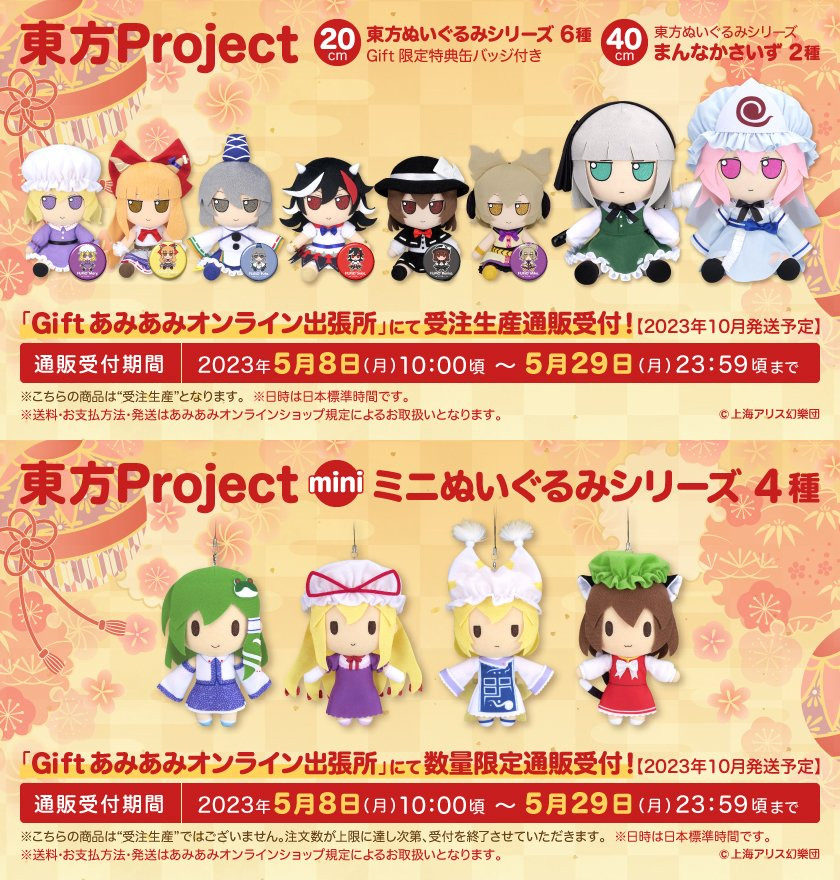 東方Project 20cm 東方ぬいぐるみシリーズ 6種 40cm 東方ぬいぐるみシリーズ
Gift 限定特典缶バッジ付き まんなかさいず 2種
「Giftあみあみオンライン出張所」にて受注生産通販受付!【2023年10月発送予定】
通販受付期間 2023年5月8日(月)10:00頃 ～ 5月29日(月)23:59頃まで
※こちらの商品は“受注生産”となります。 ※日時は日本標準時間です。
※送料・お支払方法・発送はあみあみオンラインショップ規定によるお取扱いとなります。 ©上海アリス幻樂団
東方Project mini ミニぬいぐるみシリーズ 4種
「Giftあみあみオンライン出張所」にて数量限定通販受付!【2023年10月発送予定】
通販受付期間 2023年5月8日(月)10:00頃 ～ 5月29日(月)23:59頃まで
※こちらの商品は“受注生産”ではございません。注文数が上限に達し次第、受付を終了させていただきます。 ※日時は日本標準時間です。
※送料・お支払方法・発送はあみあみオンラインショップ規定によるお取扱いとなります。 ©上海アリス幻樂団